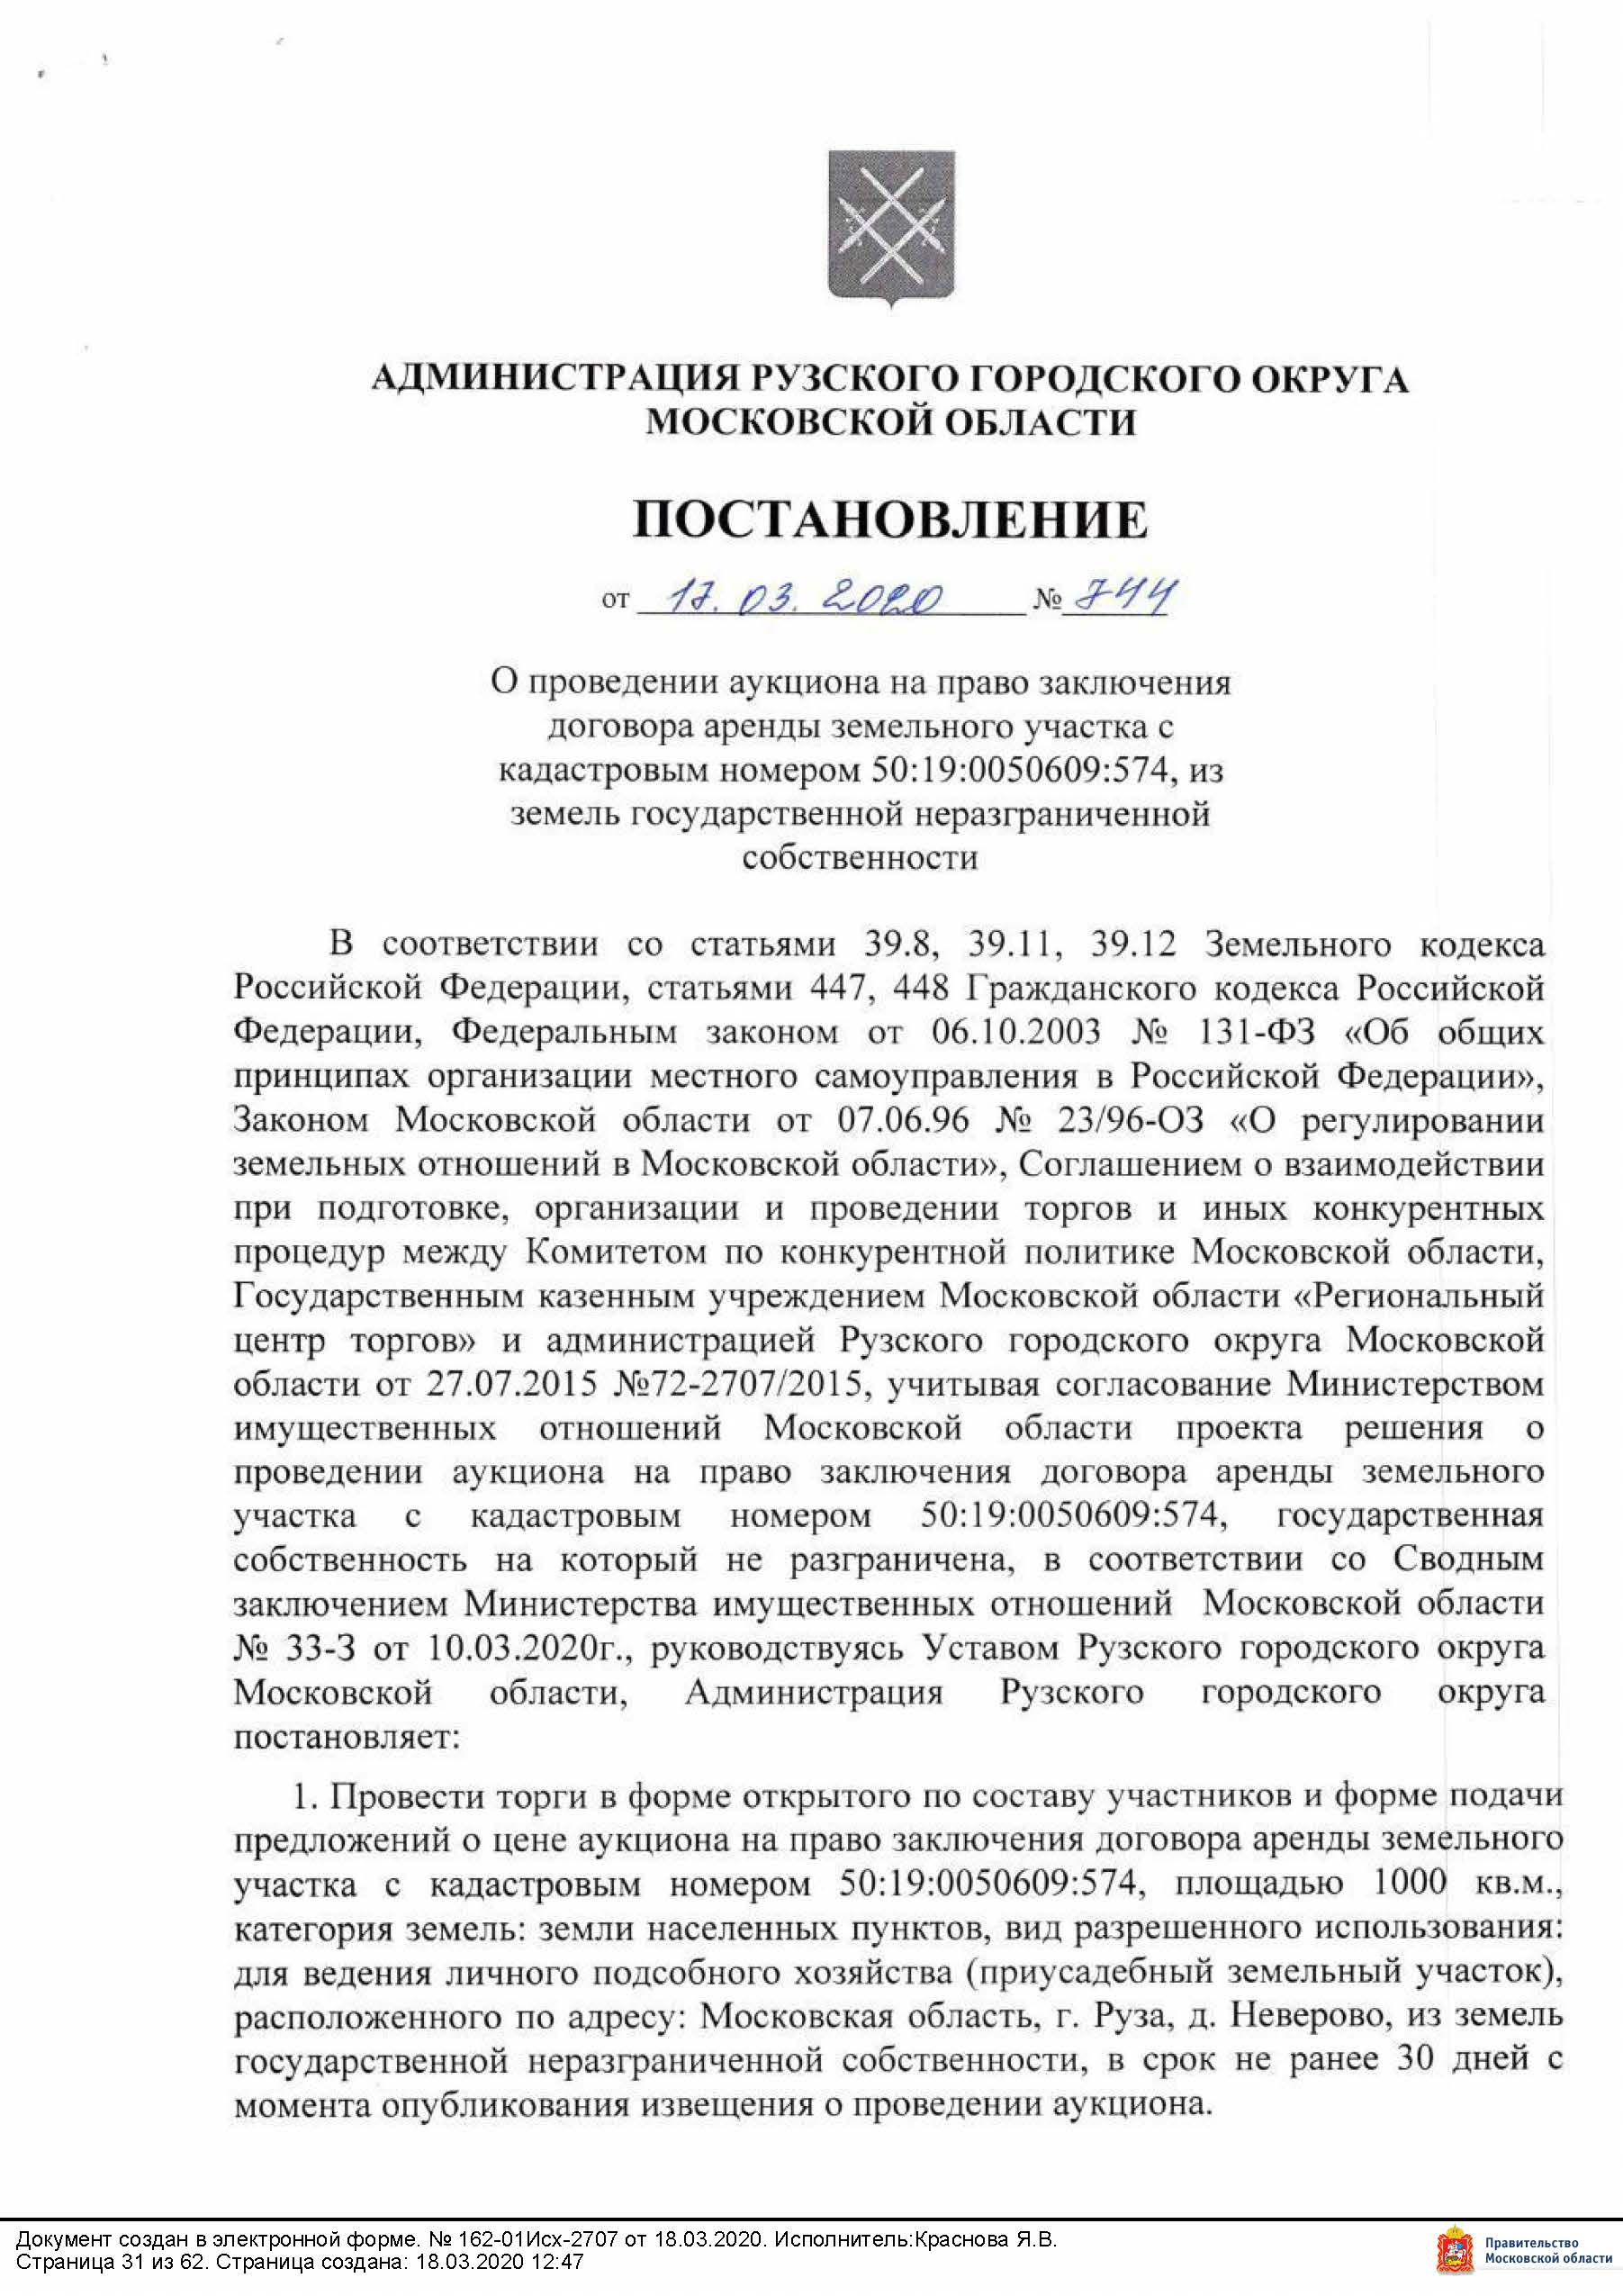 АДМИНИСТРАЦИЯ РУЗСКОГО ГОРОДСКОГО ОКРУГА
МОСКОВСКОЙ ОБЛАСТИ
ПОСТАНОВЛЕНИЕ
от 17.03.2020 № 744
О проведении аукциона на право заключения
договора аренды земельного участка с
кадастровым номером 50:19:0050609:574, из
земель государственной неразграниченной
собственности
В соответствии со статьями 39.8, 39.11, 39.12 Земельного кодекса
Российской Федерации, статьями 447, 448 Гражданского кодекса Российской
Федерации, Федеральным законом от 06.10.2003 № 131-ФЗ «Об общих
принципах организации местного самоуправления в Российской Федерации»,
Законом Московской области от 07.06.96 № 23/96-ОЗ «О регулировании
земельных отношений в Московской области», Соглашением о взаимодействии
при подготовке, организации и проведении торгов и иных конкурентных
процедур между Комитетом по конкурентной политике Московской области,
Государственным казенным учреждением Московской области «Региональный
центр торгов» и администрацией Рузского городского округа Московской
области от 27.07.2015 №72-2707/2015, учитывая согласование Министерством
имущественных отношений Московской области проекта решения о
проведении аукциона на право заключения договора аренды земельного
участка с кадастровым номером 50:19:0050609:574, государственная
собственность на который не разграничена, в соответствии со Сводным
заключением Министерства имущественных отношений Московской области
№ 33-З от 10.03.2020г., руководствуясь Уставом Рузского городского округа
Московской области, Администрация Рузского городского округа
постановляет:
1. Провести торги в форме открытого по составу участников и форме подачи
предложений о цене аукциона на право заключения договора аренды земельного
участка с кадастровым номером 50:19:0050609:574, площадью 1000 кв.м.,
категория земель: земли населенных пунктов, вид разрешенного использования:
для ведения личного подсобного хозяйства (приусадебный земельный участок),
расположенного по адресу: Московская область, г. Руза, д. Неверово, из земель
государственной неразграниченной собственности, в срок не ранее 30 дней с
момента опубликования извещения о проведении аукциона.
Документ создан в электронной форме. № 162-01Исх-2707 от 18.03.2020. Исполнитель:Краснова Я.В.
Страница 31 из 62. Страница создана: 18.03.2020 12:47
Правительство
Московской области